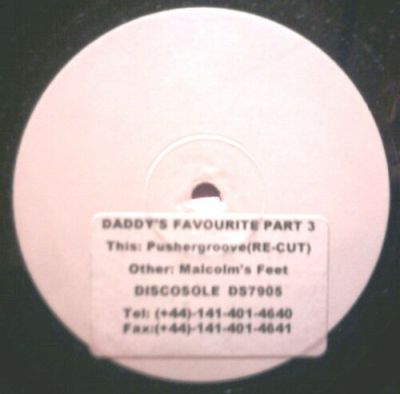 DADDY'S FAVOURITE PART 3
This: Pushergroove(RE-CUT)
Other: Malcolm's Feet
DISCOSOLE DS7905
Tel: (+44)-141-401-4640
Fax:(+44)-141-401-4641